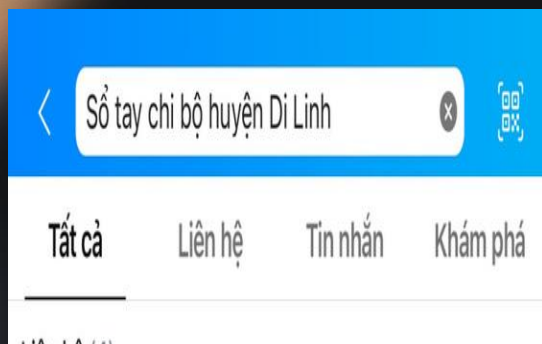 Sổ tay chi bộ huyện Di Linh
Tất cả Liên hệ Tin nhắn Khám phá